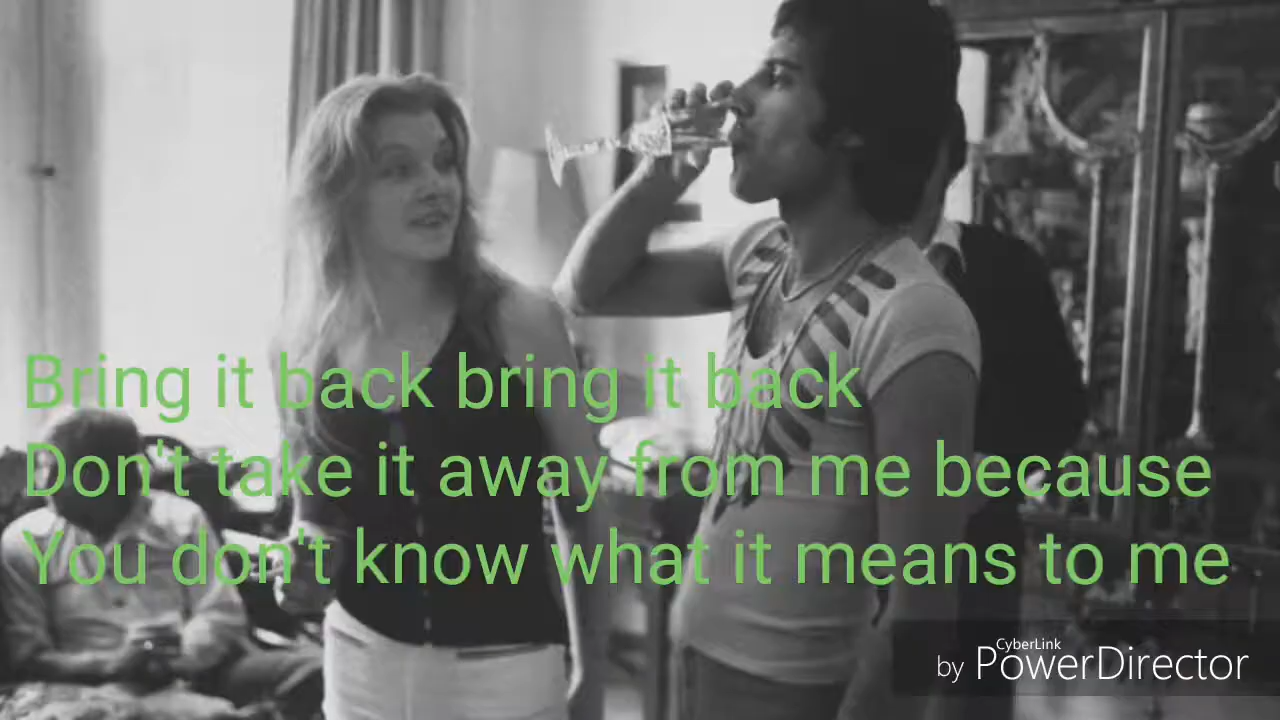 Bring it back bring it back
Don't take it away from me because
You don't know what it means to me
CyberLink
by PowerDirector